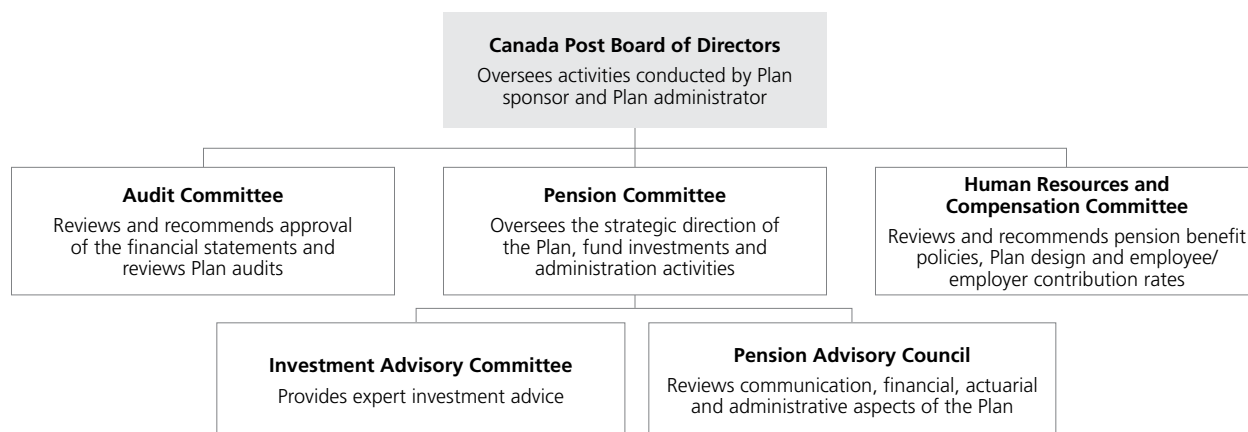 Canada Post Board of Directors
Oversees activities conducted by Plan
sponsor and Plan administrator
Audit Committee
Reviews and recommends approval
of the financial statements and
reviews Plan audits
Pension Committee
Oversees the strategic direction of
the Plan, fund investments and
administration activities
Human Resources and
Compensation Committee
Reviews and recommends pension benefit
policies, Plan design and employee/
employer contribution rates
Investment Advisory Committee
Provides expert investment advice
Pension Advisory Council
Reviews communication, financial, actuarial
and administrative aspects of the Plan